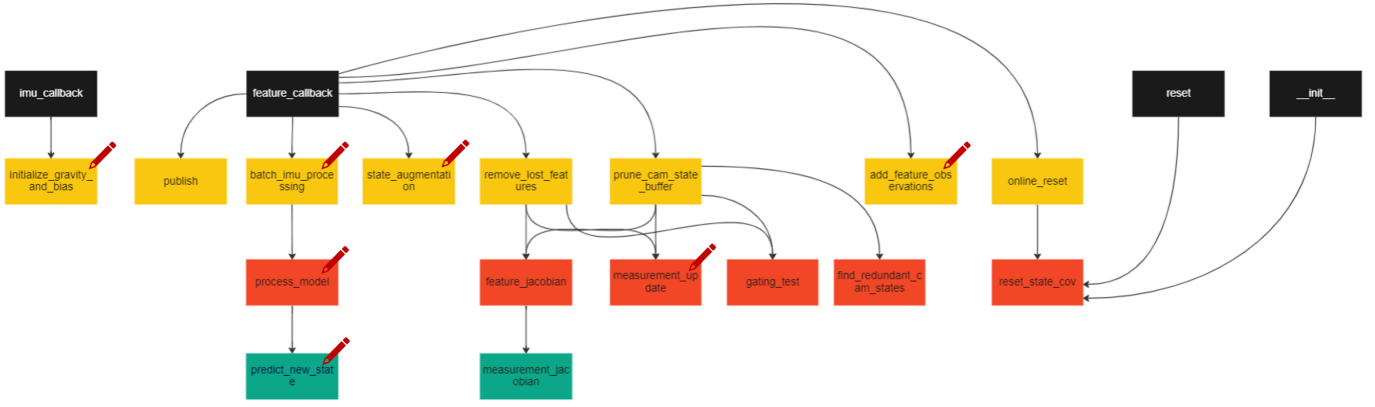 imu_callback
feature_callback
reset
__init__
initialize_gravity_
and_bias
publish
batch_imu_proce
ssing
state_augmentati
on
remove_lost_feat
ures
prune_cam_state
_buffer
add_feature_obs
ervations
online_reset
process_model
feature_jacobian
measurement_up
date
gating_test
find_redundant_c
am_states
reset_state_cov
predict_new_stat
e
measurement_jac
obian